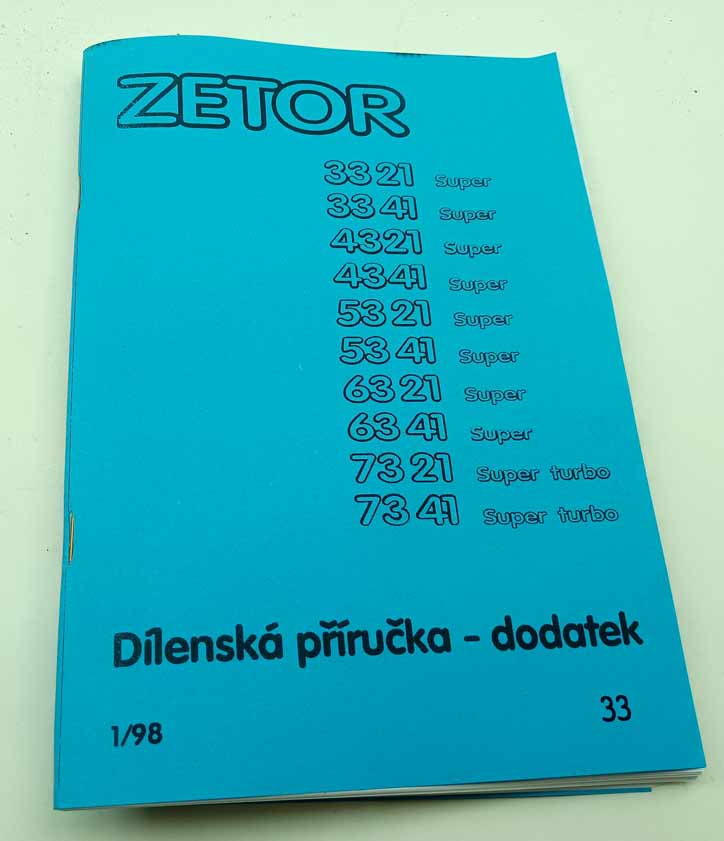 ZETOR
3321 Super
3341 Super
4321 Super
4341 Super
5321 Super
5341 Super
6321 Super
6341 Super
7321 Super turbo
7341 Super turbo
Dílenská příručka - dodatek
1/98 33